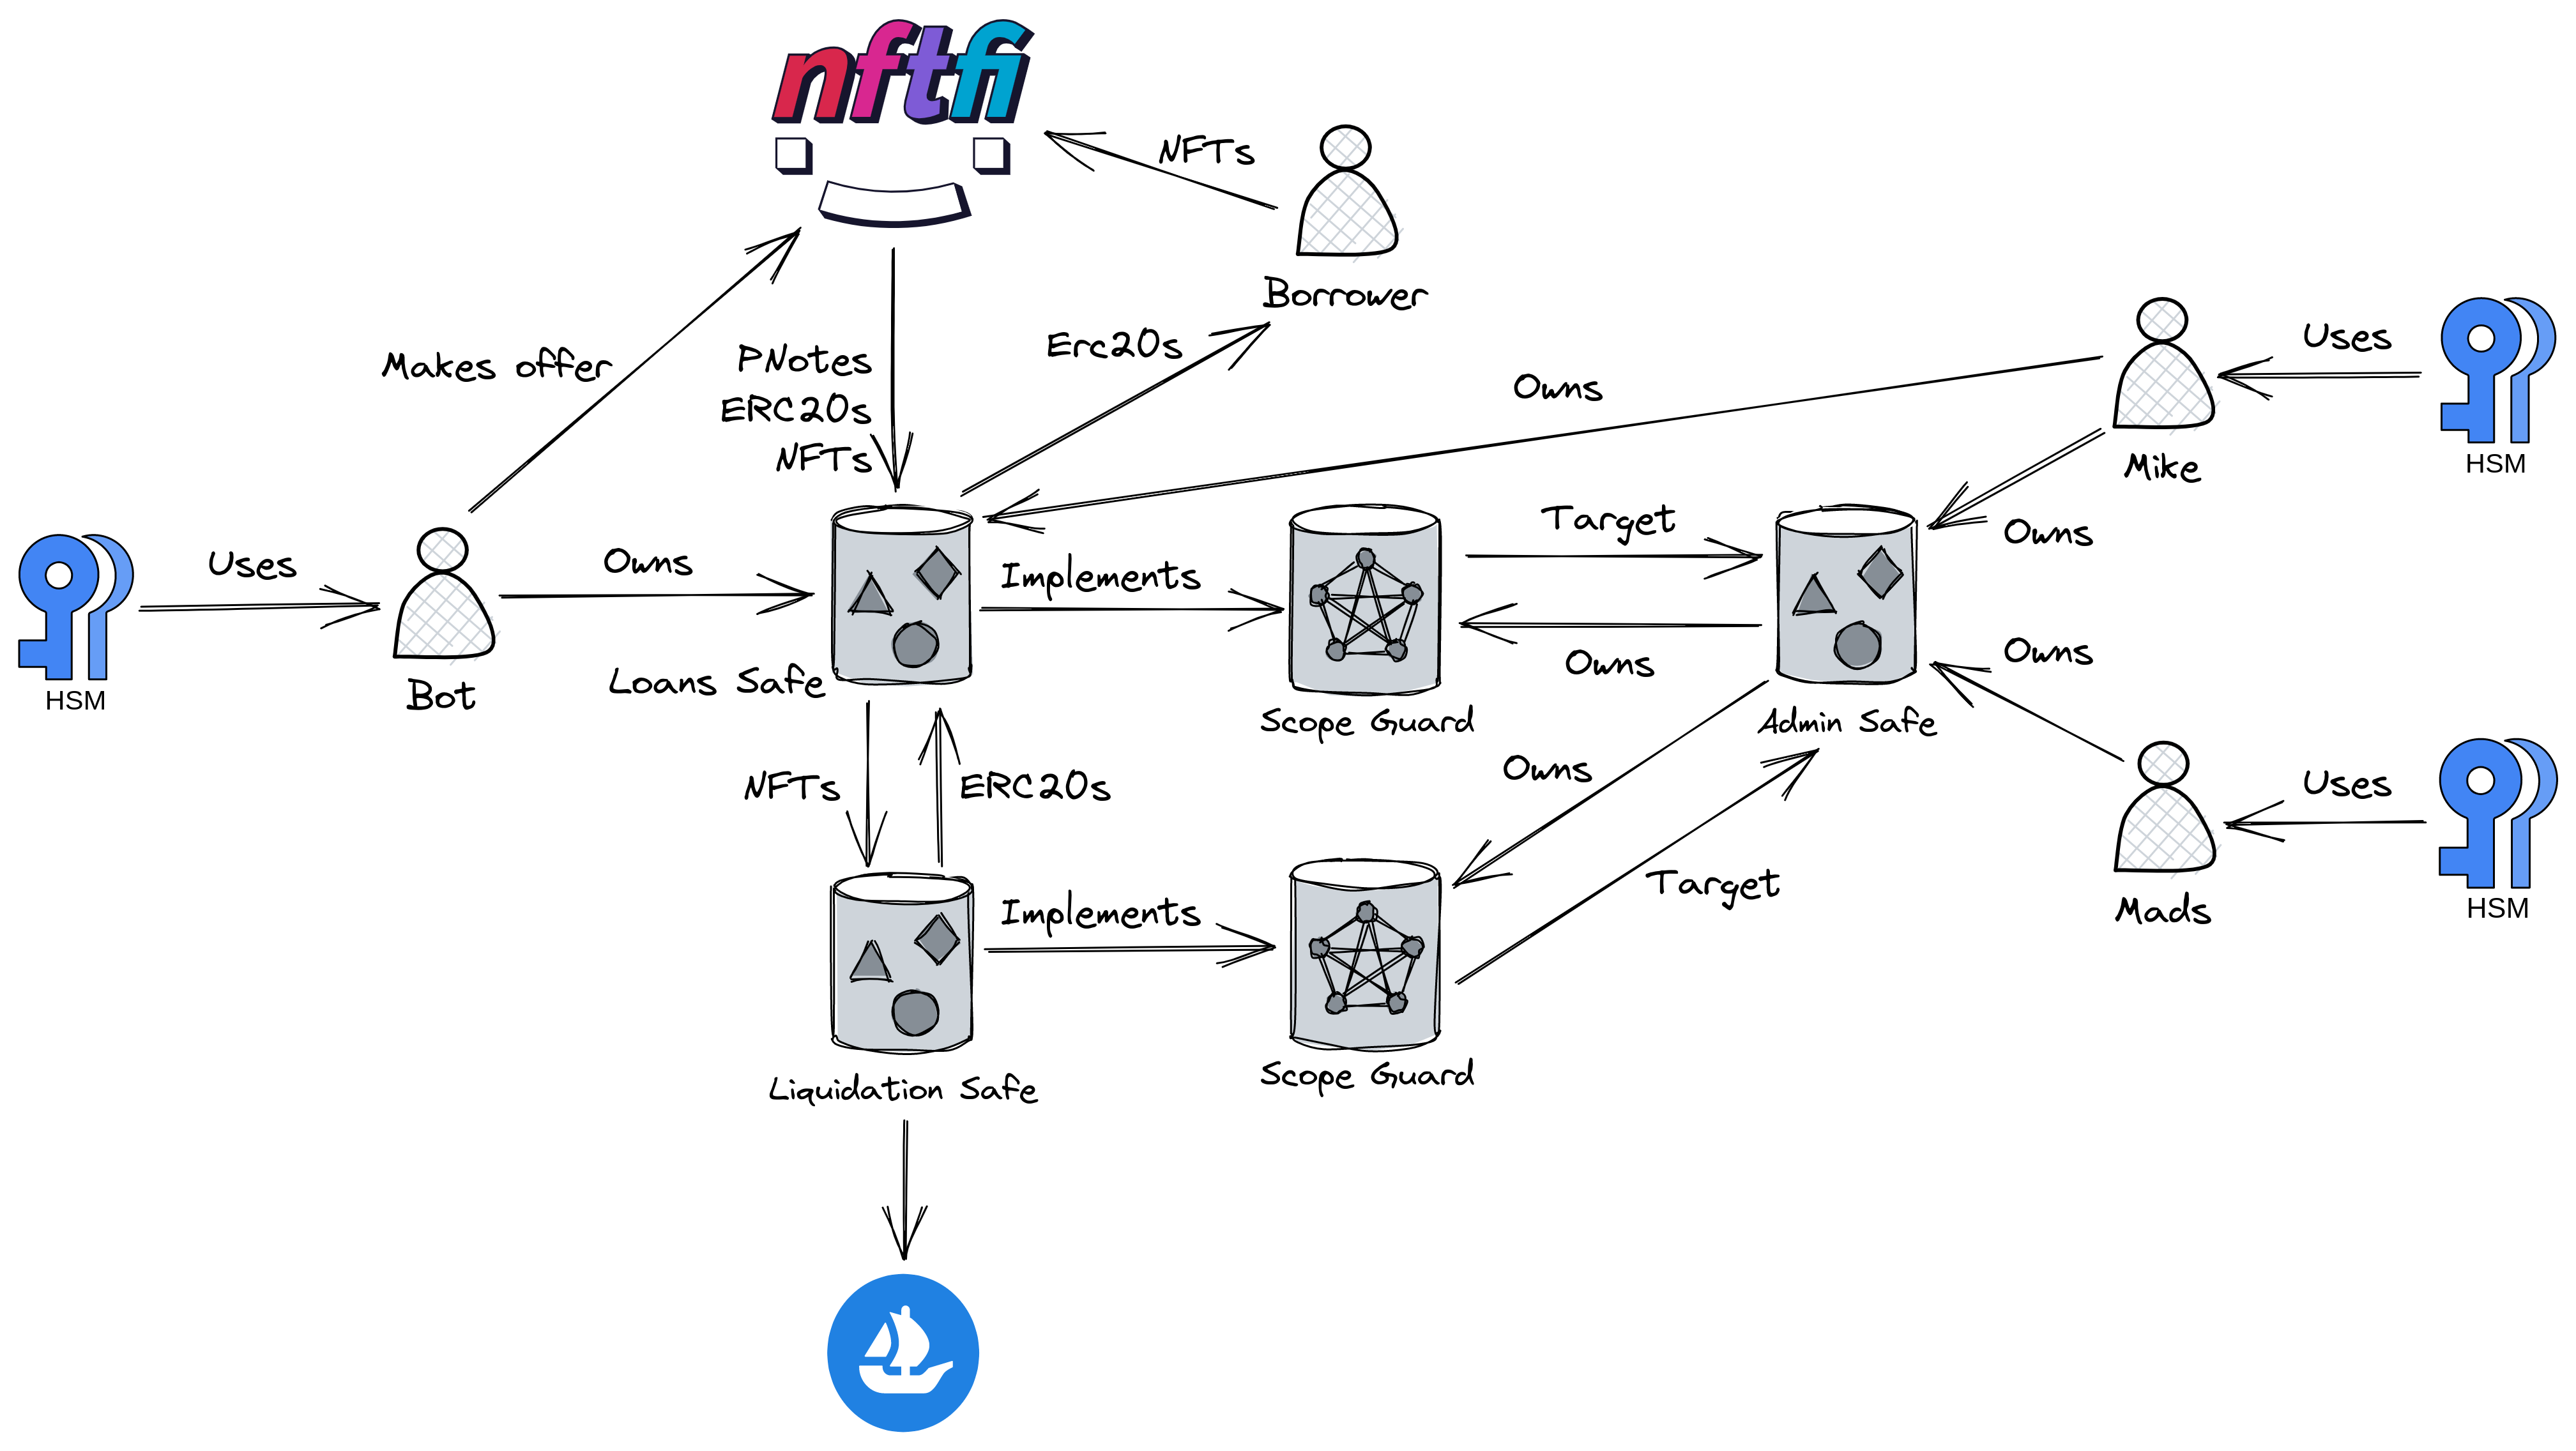 nftfi
NFTs
Borrower
Makes offer
PNotes
ERC20s
NFTs
Erc20s
Owns
Uses
HSM
Mike
Uses
HSM
Bot
Owns
Loans Safe
Implements
Scope Guard
Target
Owns
Admin Safe
Owns
Owns
NFTs
ERC20s
Owns
Target
Uses
HSM
Mads
Implements
Liquidation Safe
Scope Guard